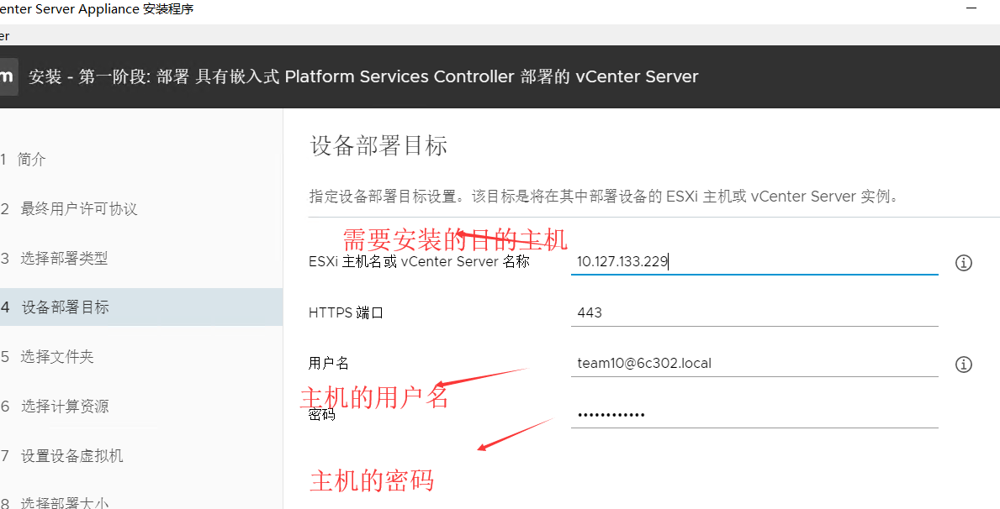 enter Server Appliance 安装程序
er
m 安装 - 第一阶段: 部署 具有嵌入式 Platform Services Controller 部署的 vCenter Server
1 简介
2 最终用户许可协议
3 选择部署类型
4 设备部署目标
5 选择文件夹
6 选择计算资源
7 设置设备虚拟机
8 选择部署大小
设备部署目标
指定设备部署目标设置。该目标是将在其中部署设备的 ESXi 主机或 vCenter Server 实例。
需要安装的目的主机
ESXi 主机名或 vCenter Server 名称 10.127.133.229
HTTPS 端口 443
用户名 team10@6c302.local
主机的用户名
密码 ••••••••••••
主机的密码